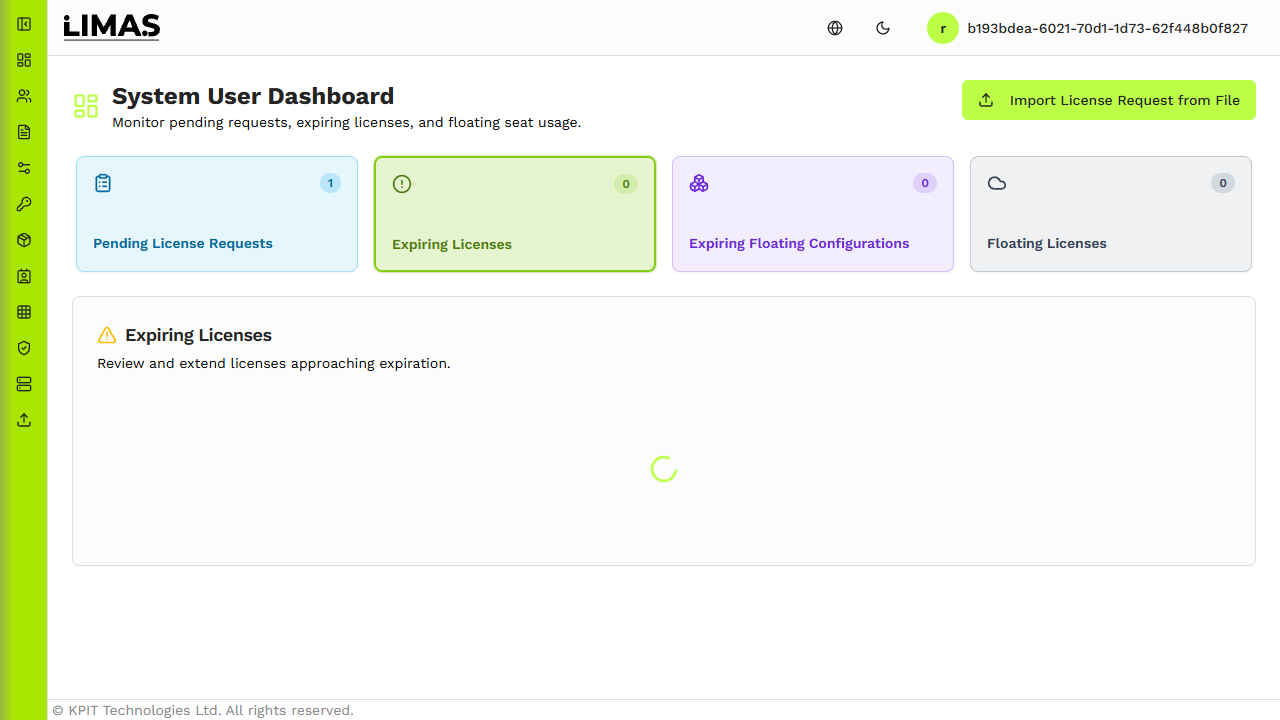 iLIMAS
r
b193bdea-6021-70d1-1d73-62f448b0f827
System User Dashboard
Monitor pending requests, expiring licenses, and floating seat usage.
Import License Request from File
1
Pending License Requests
0
Expiring Licenses
0
Expiring Floating Configurations
0
Floating Licenses
Expiring Licenses
Review and extend licenses approaching expiration.
© KPIT Technologies Ltd. All rights reserved.